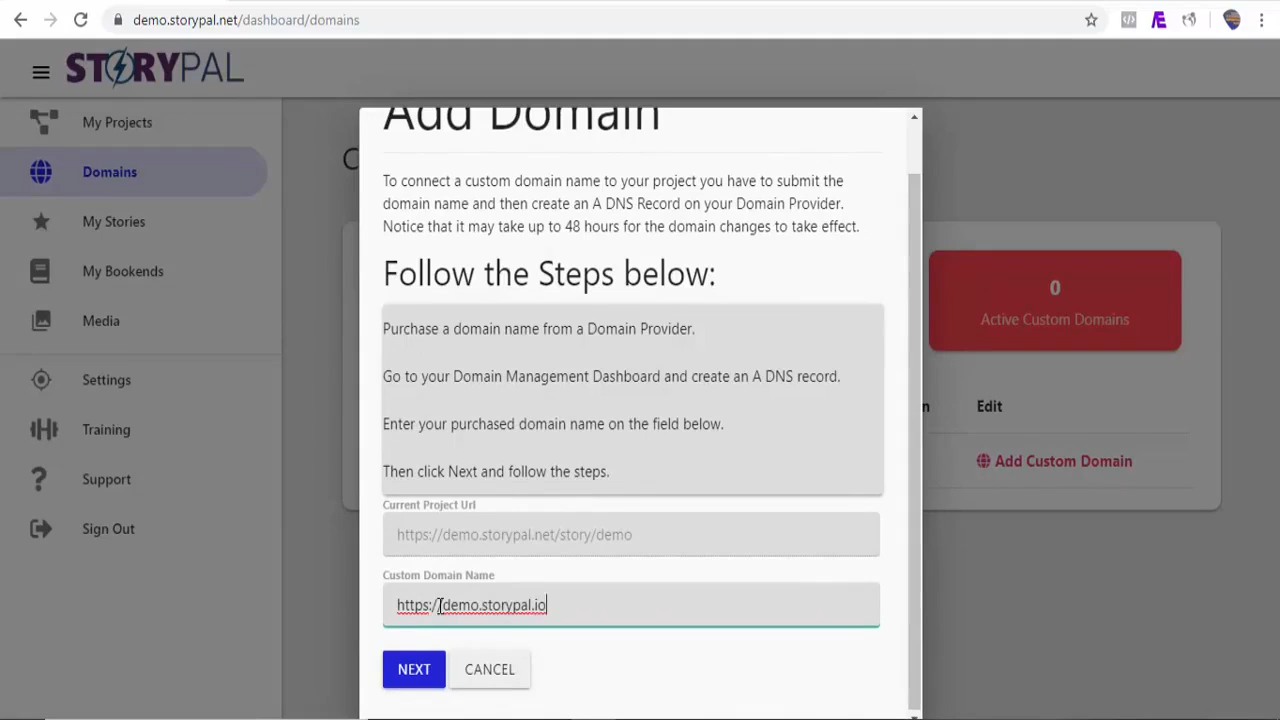 demo.storypal.net/dashboard/domains
STORYPAL
My Projects
Domains
My Stories
My Bookends
Media
Settings
Training
Support
Sign Out
Add Domain
To connect a custom domain name to your project you have to submit the
domain name and then create an A DNS Record on your Domain Provider.
Notice that it may take up to 48 hours for the domain changes to take effect.
Follow the Steps below:
Purchase a domain name from a Domain Provider.
Go to your Domain Management Dashboard and create an A DNS record.
Enter your purchased domain name on the field below.
Then click Next and follow the steps.
Current Project Url
https://demo.storypal.net/story/demo
Custom Domain Name
https://demo.storypal.io
NEXT
CANCEL
0
Active Custom Domains
Edit
Add Custom Domain